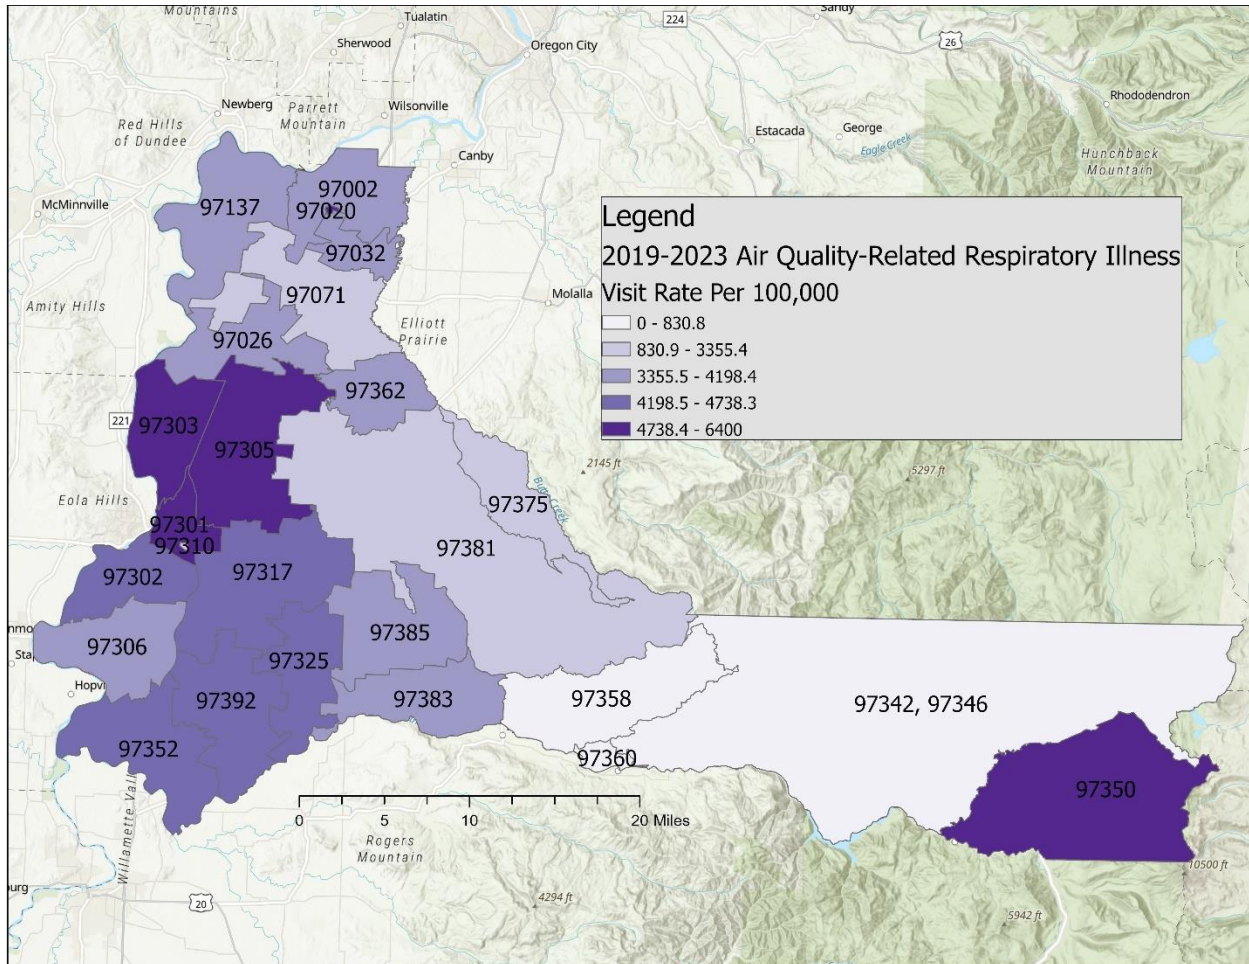 Mountains
Tualatin
224
Sandy
Sherwood
Oregon City
26
Newberg
Parrett
Mountain
Wilsonville
Rhododendron
Red Hills
of Dundee
Estacada
George
Eagle Creek
Canby
Hunchback
Mountain
McMinnville
97137
97002
97020
97032
Legend
2019-2023 Air Quality-Related Respiratory Illness
Visit Rate Per 100,000
0 - 830.8
830.9 - 3355.4
3355.5 - 4198.4
4198.5 - 4738.3
4738.4 - 6400
97071
Molalla
Amity Hills
97026
Elliott
Prairie
97362
221
97303
97305
2145 ft
5297 ft
Eola Hills
97375
97301
97310
97381
97302
97317
97306
97385
97325
Hopvi
97392
97383
97358
97342, 97346
97352
97360
97350
0
5
10
20 Miles
Willamette Vall
Rogers
Mountain
10500 ft
burg
20
4294 ft
5942 ft